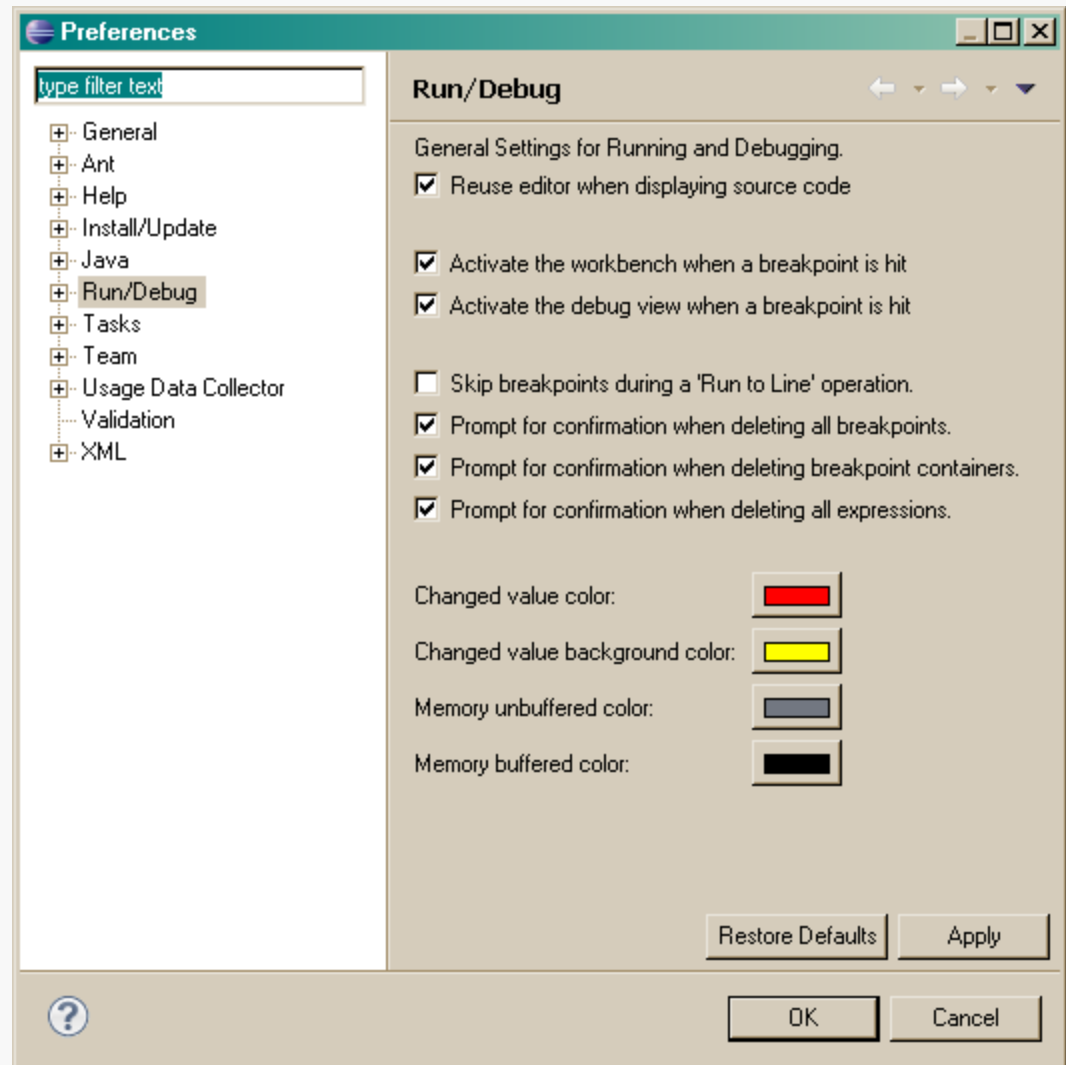 Preferences
type filter text
General
Ant
Help
Install/Update
Java
Run/Debug
Tasks
Team
Usage Data Collector
Validation
XML
Run/Debug
General Settings for Running and Debugging.
Reuse editor when displaying source code
Activate the workbench when a breakpoint is hit
Activate the debug view when a breakpoint is hit
Skip breakpoints during a 'Run to Line' operation.
Prompt for confirmation when deleting all breakpoints.
Prompt for confirmation when deleting breakpoint containers.
Prompt for confirmation when deleting all expressions.
Changed value color:
Changed value background color:
Memory unbuffered color:
Memory buffered color:
Restore Defaults Apply
? OK Cancel